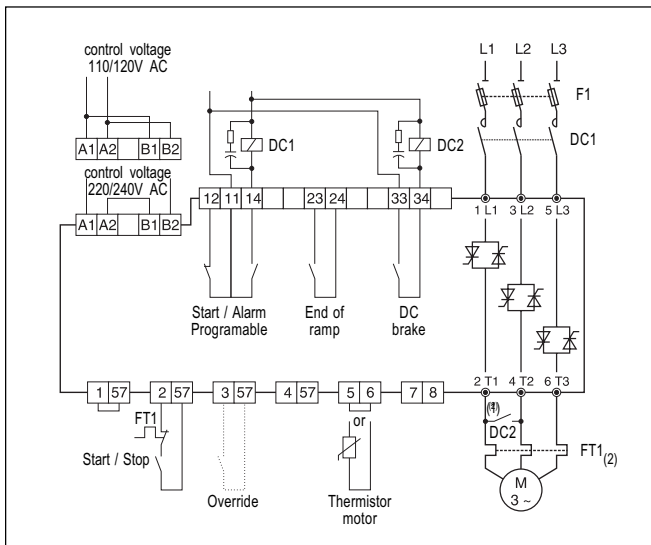 control voltage
110/120V AC
A1 A2 B1 B2
control voltage
220/240V AC
A1 A2 B1 B2
DC1
DC2
L1 L2 L3
F1
DC1
12 11 14 23 24 33 34
1 L1 3 L2 5 L3
Start / Alarm
Programable
End of
ramp
DC
brake
1 57 2 57 3 57 4 57 5 6 7 8
2 T1 4 T2 6 T3
FT1
Start / Stop
Override
or
Thermistor
motor
DC2
FT1 (2)
M
3 ~